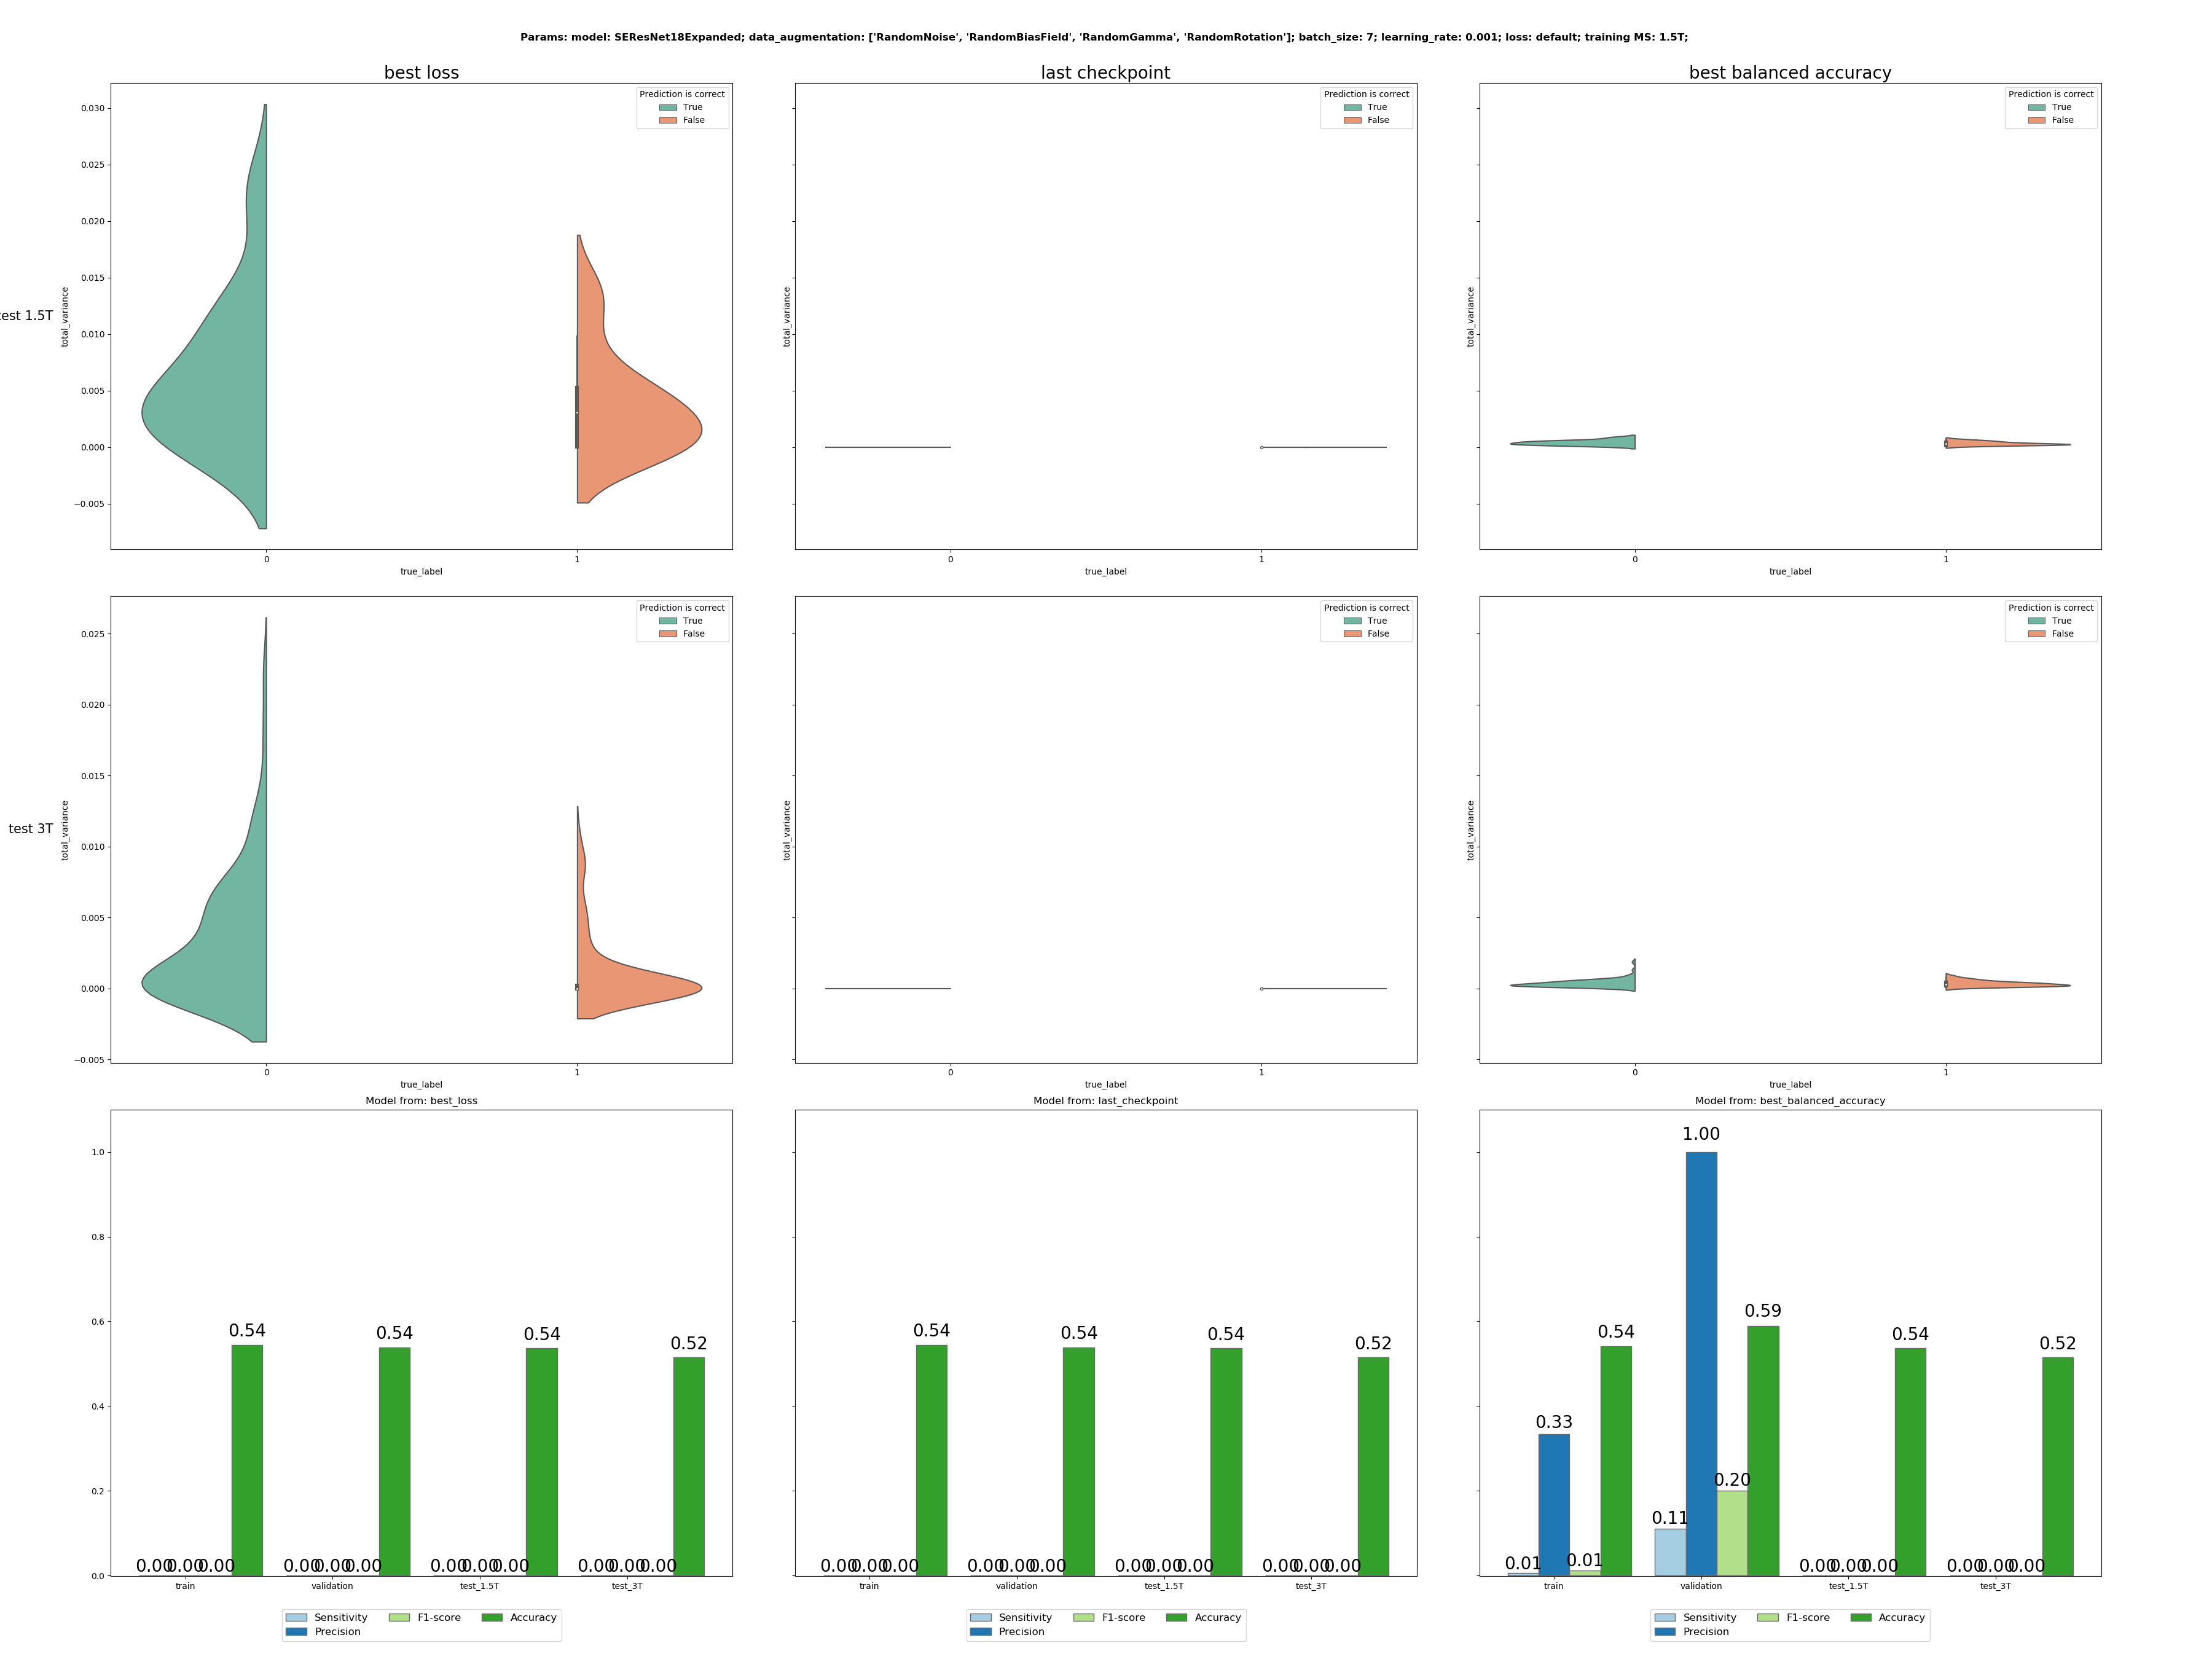 Params: model: SEResNet18Expanded; data_augmentation: ['RandomNoise', 'RandomBiasField', 'RandomGamma', 'RandomRotation']; batch_size: 7; learning_rate: 0.001; loss: default; training MS: 1.5T;
best loss
last checkpoint
best balanced accuracy
Prediction is correct
True
False
0.030
0.025
0.020
0.015
0.010
0.005
0.000
−0.005
total_variance
est 1.5T
0
1
true_label
Prediction is correct
True
False
total_variance
0
1
true_label
Prediction is correct
True
False
total_variance
0
1
true_label
Prediction is correct
True
False
0.025
0.020
0.015
0.010
0.005
0.000
−0.005
total_variance
test 3T
0
1
true_label
Prediction is correct
True
False
total_variance
0
1
true_label
Prediction is correct
True
False
total_variance
0
1
true_label
Model from: best_loss
1.0
0.8
0.6
0.4
0.2
0.0
0.00 0.00 0.00 0.54
0.00 0.00 0.00 0.54
0.00 0.00 0.00 0.54
0.00 0.00 0.00 0.52
train validation test_1.5T test_3T
Sensitivity F1-score Accuracy
Precision
Model from: last_checkpoint
0.00 0.00 0.00 0.54
0.00 0.00 0.00 0.54
0.00 0.00 0.00 0.54
0.00 0.00 0.00 0.52
train validation test_1.5T test_3T
Sensitivity F1-score Accuracy
Precision
Model from: best_balanced_accuracy
0.01 0.33 0.01 0.54
0.11 1.00 0.20 0.59
0.00 0.00 0.00 0.54
0.00 0.00 0.00 0.52
train validation test_1.5T test_3T
Sensitivity F1-score Accuracy
Precision